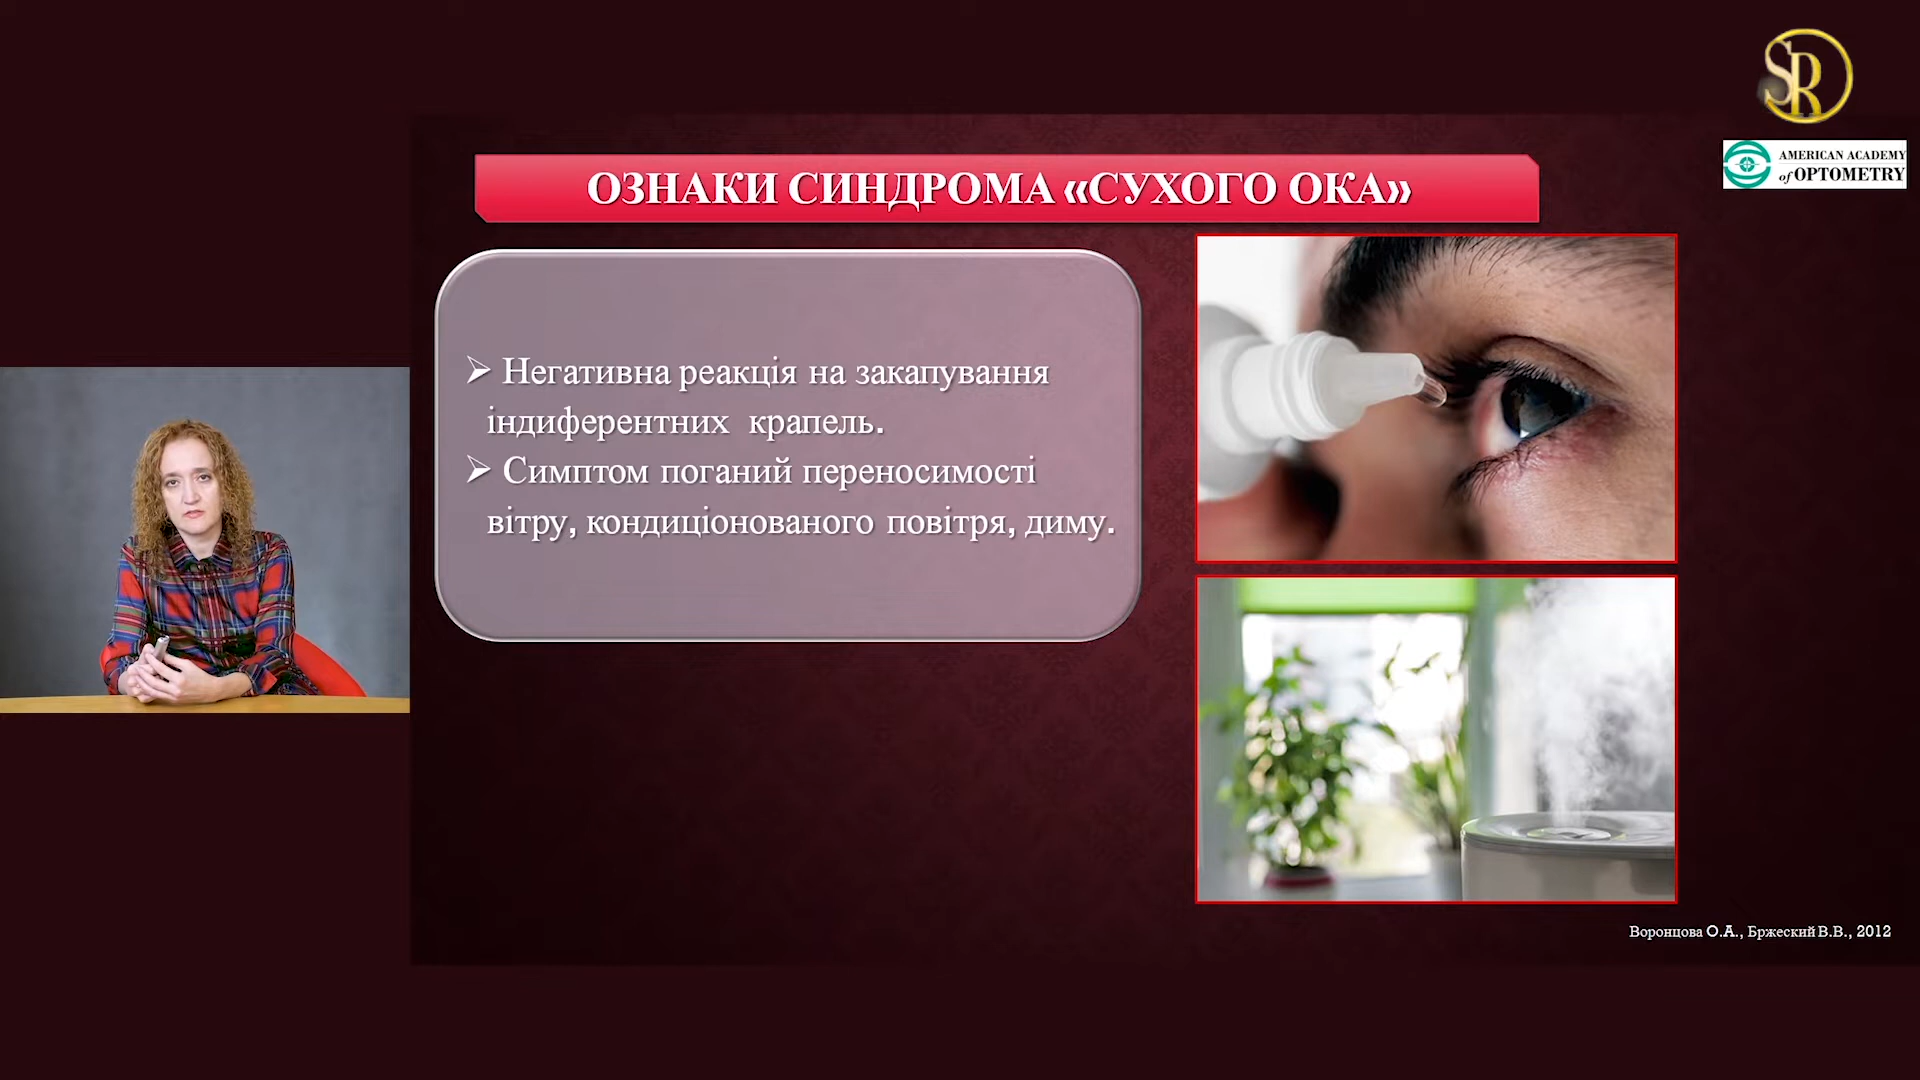 SR
AMERICAN ACADEMY
of OPTOMETRY
ОЗНАКИ СИНДРОМА «СУХОГО ОКА»
➢ Негативна реакція на закапування
індиферентних крапель.
➢ Симптом поганий переносимості
вітру, кондиціонованого повітря, диму.
Воронцова О.А., Бржеский В.В., 2012